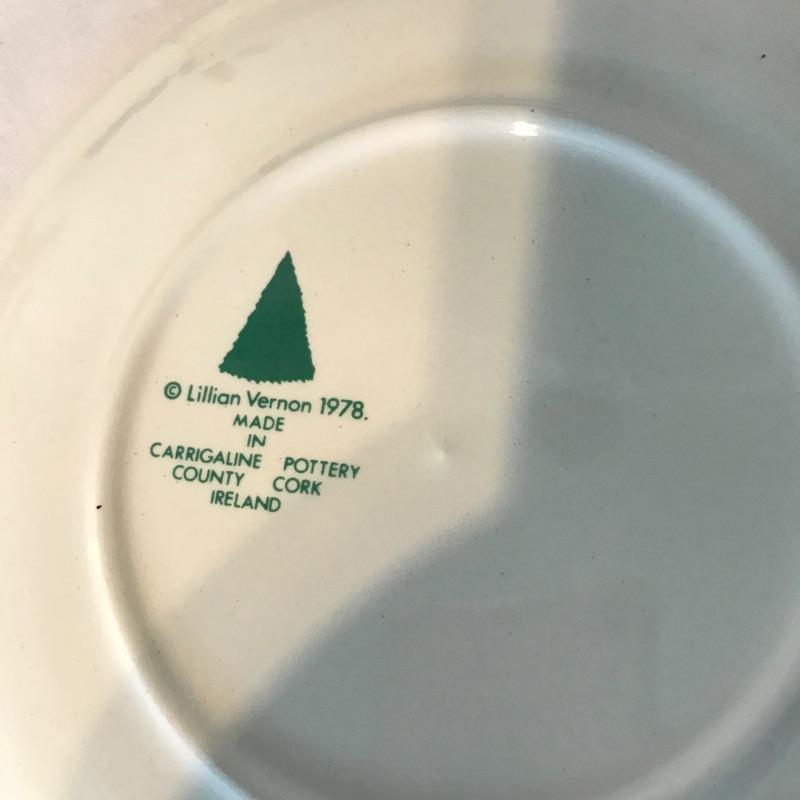 © Lillian Vernon 1978.
MADE
IN
CARRIGALINE POTTERY
COUNTY CORK
IRELAND